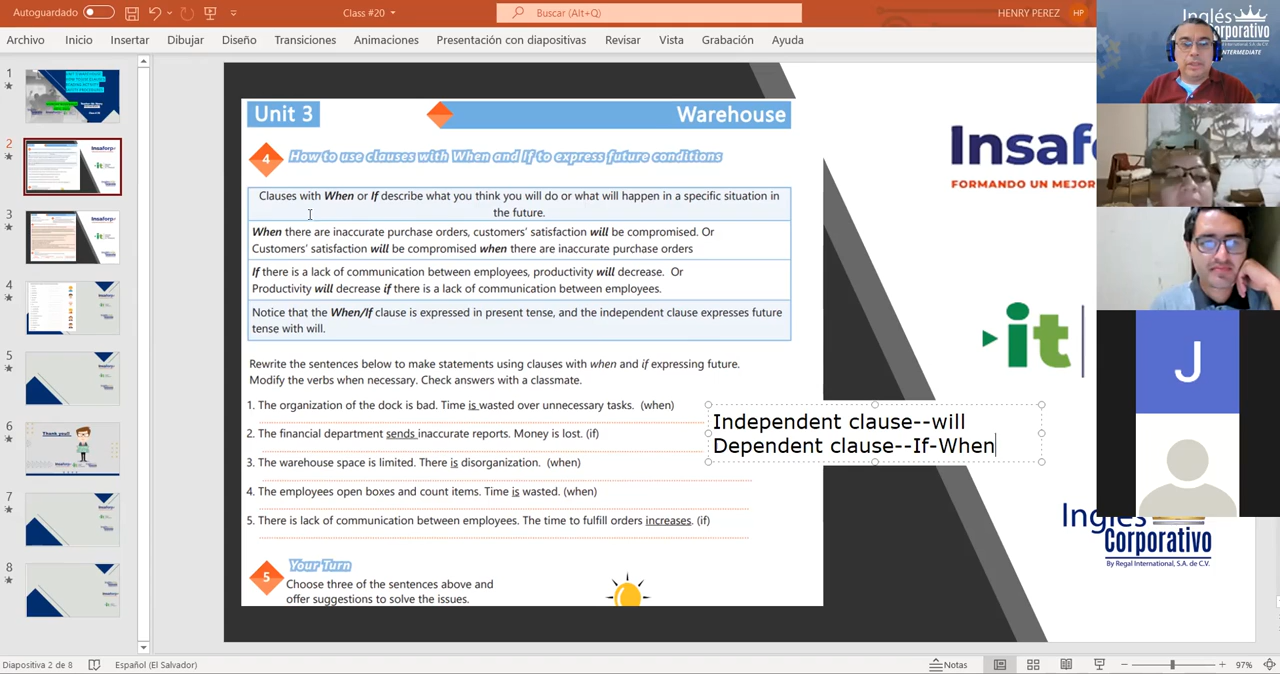 Autoguardado
Class #20
Buscar (Alt+Q)
HENRY PEREZ
HP
Archivo Inicio Insertar Dibujar Diseño Transiciones Animaciones Presentac diapositivas Revisar Vista Grabación Ayuda
Inglés
Corporativo
Unit 3
Warehouse
4 How to use clauses with When and If to express future conditions
Clauses with When or If describe what you think you will do or what will happen in a specific situation in
the future.
When there are inaccurate purchase orders, customers' satisfaction will be compromised. Or
Customers' satisfaction will be compromised when there are inaccurate purchase orders
If there is a lack of communication between employees, productivity will decrease. Or
Productivity will decrease if there is a lack of communication between employees.
Notice that the When/If clause is expressed in present tense, and the independent clause expresses future
tense with will.
Rewrite the sentences below to make statements using clauses with when and if expressing future.
Modify the verbs when necessary. Check answers with a classmate.
1. The organization of the dock is bad. Time is wasted over unnecessary tasks. (when)
2. The financial department sends inaccurate reports. Money is lost. (if)
3. The warehouse space is limited. There is disorganization. (when)
4. The employees open boxes and count items. Time is wasted. (when)
5. There is lack of communication between employees. The time to fulfill orders increases. (if)
5 Your Turn
Choose three of the sentences above and
offer suggestions to solve the issues.
Independent clause--will
Dependent clause--If-When
Insafo
FORMANDO UN MEJOR
it
J
Inglés
Corporativo
By Regal International, S.A. de C.V.
1
2
3
4
5
6
7
8
Thank you!!
Diapositiva 2 de 8
Español (El Salvador)
Notas
97%